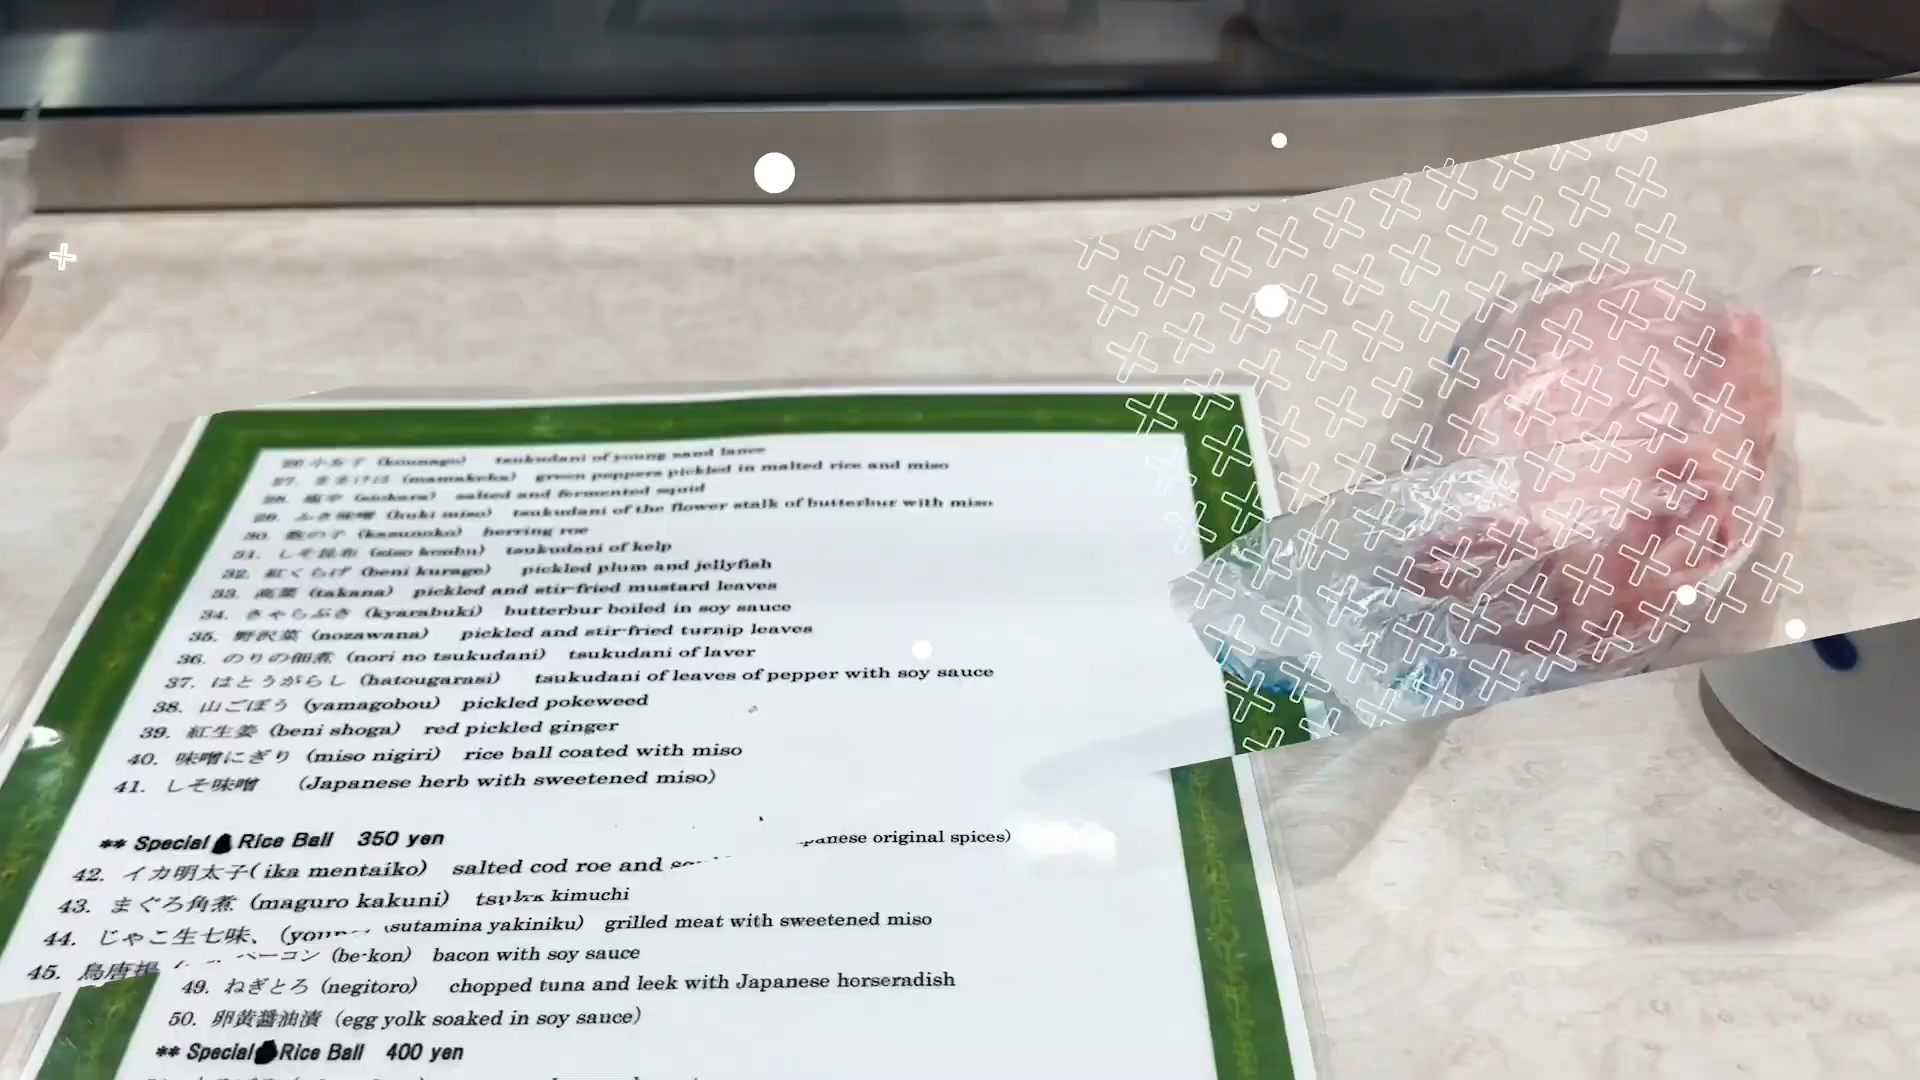 tsukudani of young sand lance
27. (mamakeka) green peppers pickled in malted rice and miso
28. salted and fermented squid
29. ふき味噌 (kuki miso) tsukudani of the flower stalk of butterbur with miso
30. 数の子 (kazunoko) herring roe
31. しそ昆布 (siso konbu) tsukudani of kelp
32. 紅くらげ (beni kurage) pickled plum and jellyfish
33. 高菜 (takana) pickled and stir-fried mustard leaves
34. きゃらぶき (kyarabuki) butterbur boiled in soy sauce
35. 野沢菜 (nozawana) pickled and stir-fried turnip leaves
36. のりの佃煮 (nori no tsukudani) tsukudani of laver
37. はとうがらし (hatougarasi) tsukudani of leaves of pepper with soy sauce
38. 山ごぼう (yamagobou) pickled pokeweed
39. 紅生姜 (beni shoga) red pickled ginger
40. 味噌にぎり (miso nigiri) rice ball coated with miso
41. しそ味噌 (Japanese herb with sweetened miso)
** Special Rice Ball 350 yen
42. イカ明太子( ika mentaiko) salted cod roe and
original spices)
43. まぐろ角煮 (maguro kakuni)
kimuchi
44. じゃこ生七味、
(sutamina yakiniku) grilled meat with sweetened miso
45. 鳥唐揚
ベーコン (be-kon) bacon with soy sauce
49. ねぎとろ (negitoro) chopped tuna and leek with Japanese horseradish
50. 卵黄醤油漬 (egg yolk soaked in soy sauce)
** Special Rice Ball 400 yen